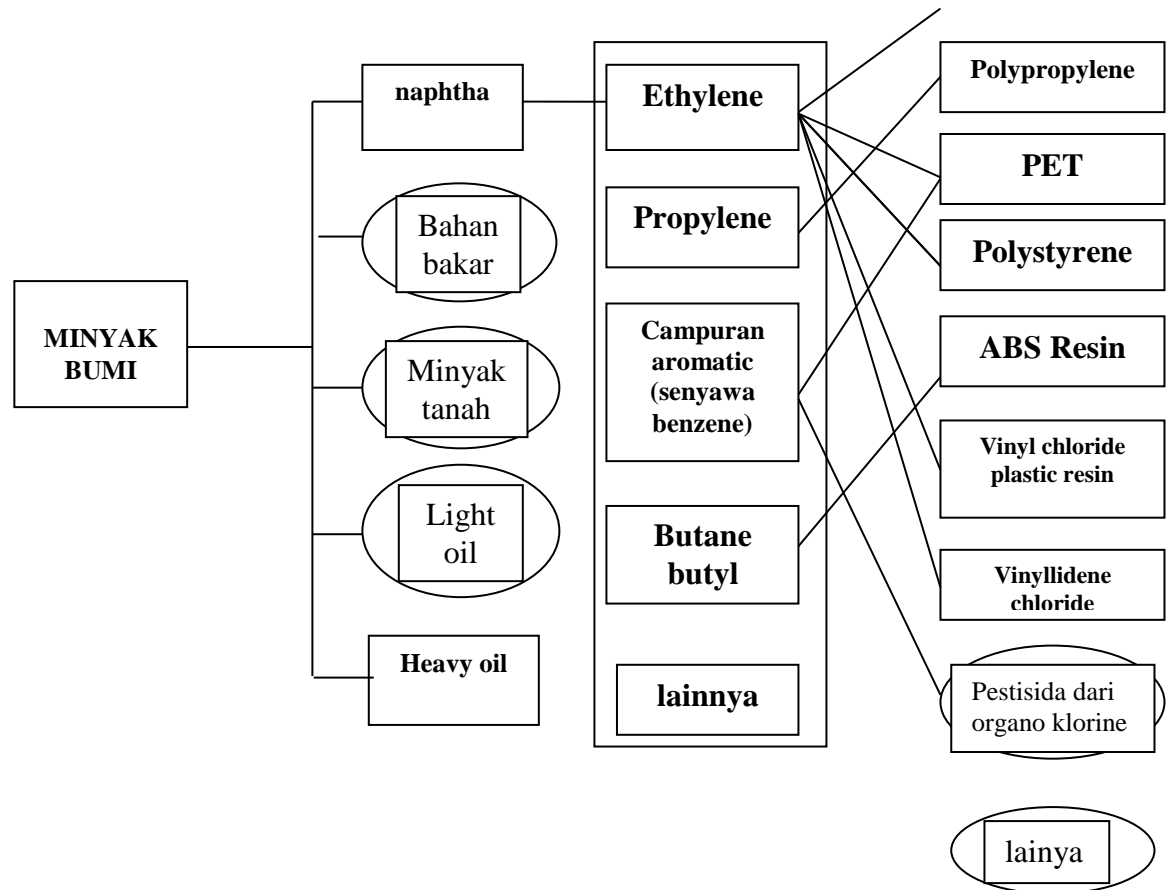 MINYAK
BUMI
naphtha
Bahan
bakar
Minyak
tanah
Light
oil
Heavy oil
Ethylene
Propylene
Campuran
aromatic
(senyawa
benzene)
Butane
butyl
lainnya
Polypropylene
PET
Polystyrene
ABS Resin
Vinyl chloride
plastic resin
Vinyllidene
chloride
Pestisida dari
organo klorine
lainya